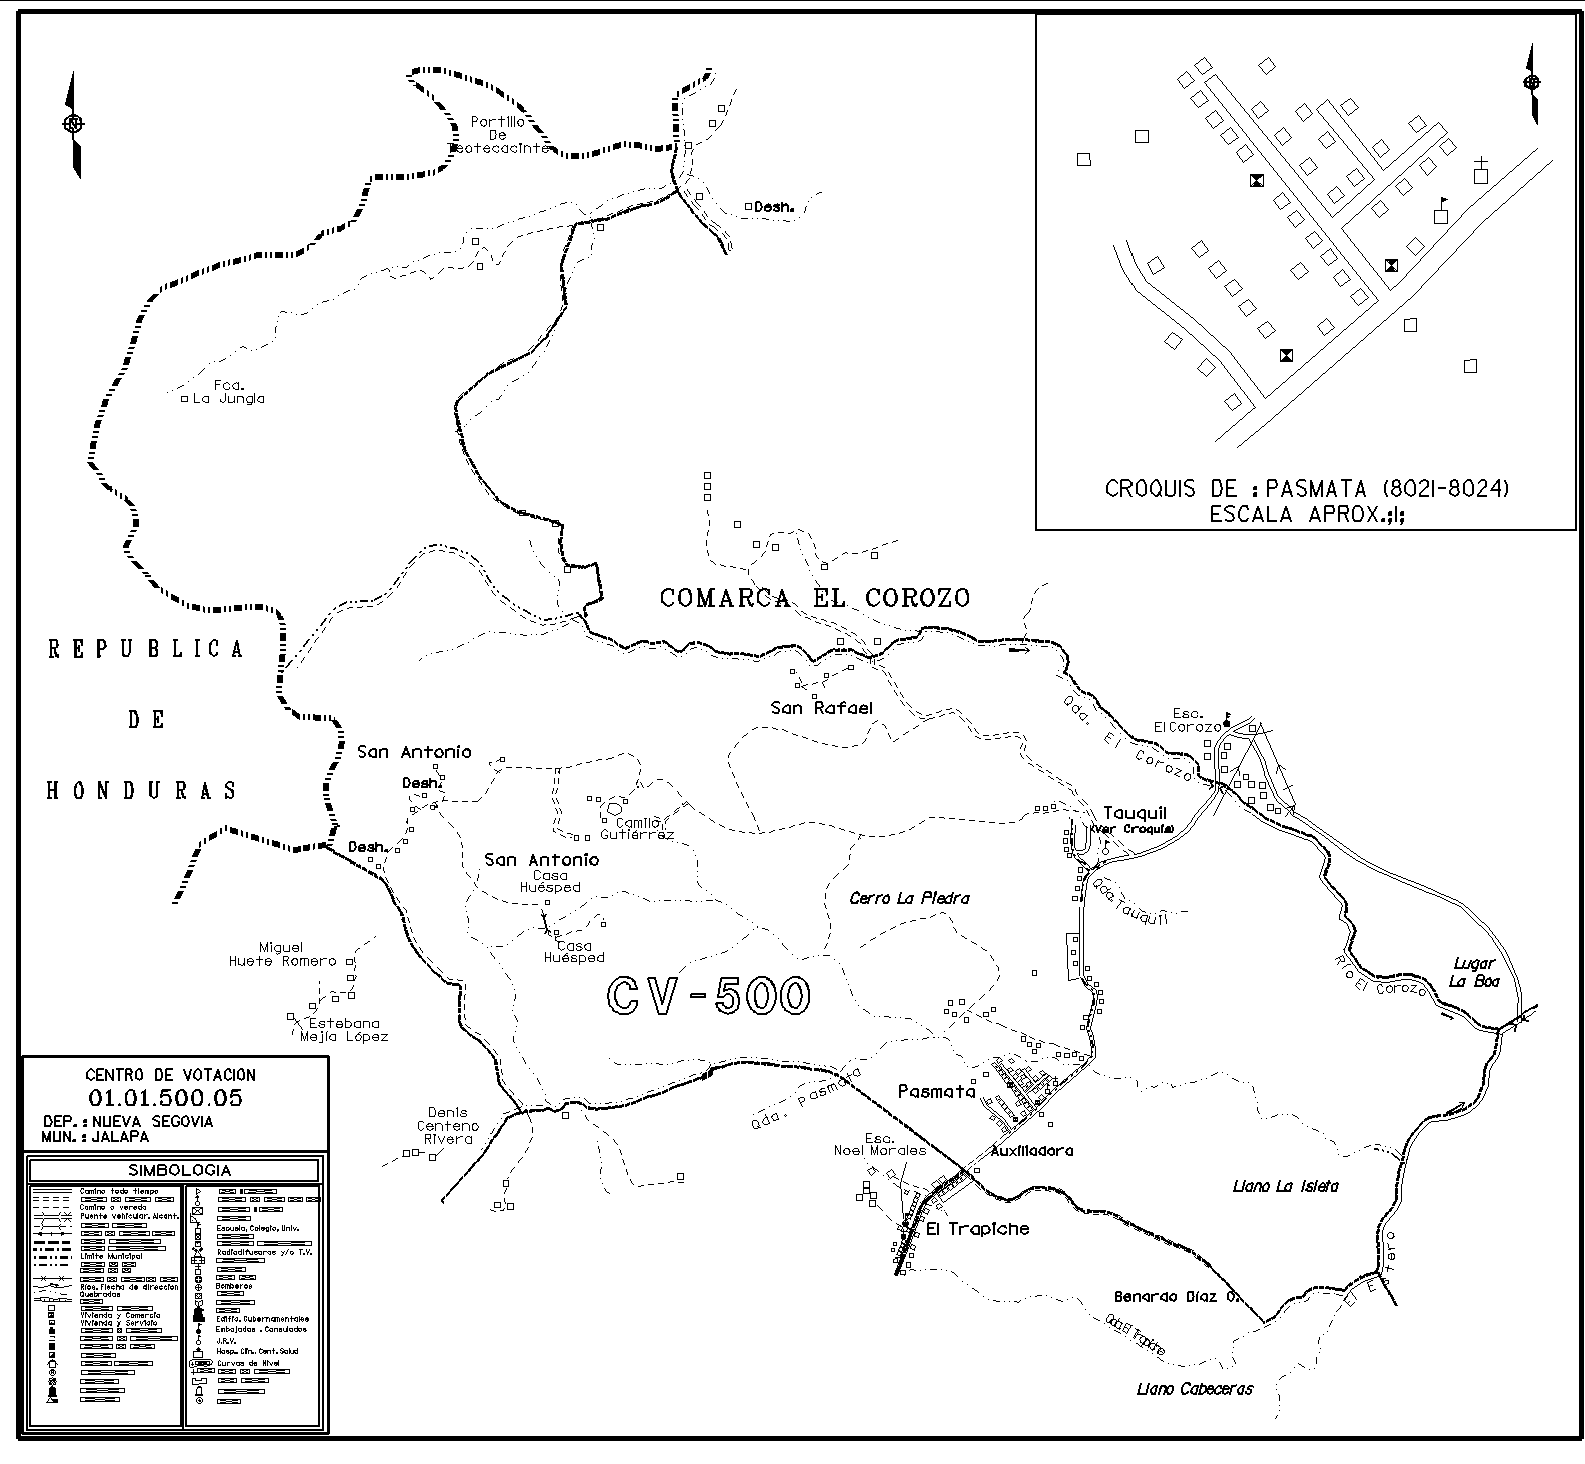 Portillo
De
Teotecacinte
Desh.
Fca.
La Jungla
CROQUIS DE : PASMATA (8021-8024)
ESCALA APROX.;1;
COMARCA EL COROZO
REPUBLICA
DE
HONDURAS
San Rafael
Qda. El Corozo
Esc.
El Corozo
San Antonio
Desh.
Camilo
Gutiérrez
Tauquil
(Ver Croquis)
Desh.
San Antonio
Casa
Huésped
Qda. Tauquil
Cerro La Piedra
Casa
Huésped
Miguel
Huete Romero
CV-500
Río El Corozo
Lugar
La Boa
Estebana
Mejía López
CENTRO DE VOTACION
01.01.500.05
DEP.: NUEVA SEGOVIA
MUN.: JALAPA
Pasmata
Qda. Pasmata
Denis
Centeno
Rivera
Esc.
Noel Morales
Auxiliadora
Llano La Isleta
El Trapiche
El Estero
Benardo Díaz O.
Qda. El Trapiche
Llano Cabeceras
SIMBOLOGIA
Camino todo tiempo
Camino o vereda
Puente vehicular. Alcant.
Límite Municipal
Ríos. Flecha de direccion
Quebradas
Vivienda y Comercio
Vivienda y Servicio
Escuela, Colegio, Univ.
Radiodifusoras y/o T.V.
Bomberos
Edific. Gubernamentales
Embajadas . Consulados
J.R.V.
Hosp. Clin. Cent. Salud
Curvas de Nivel